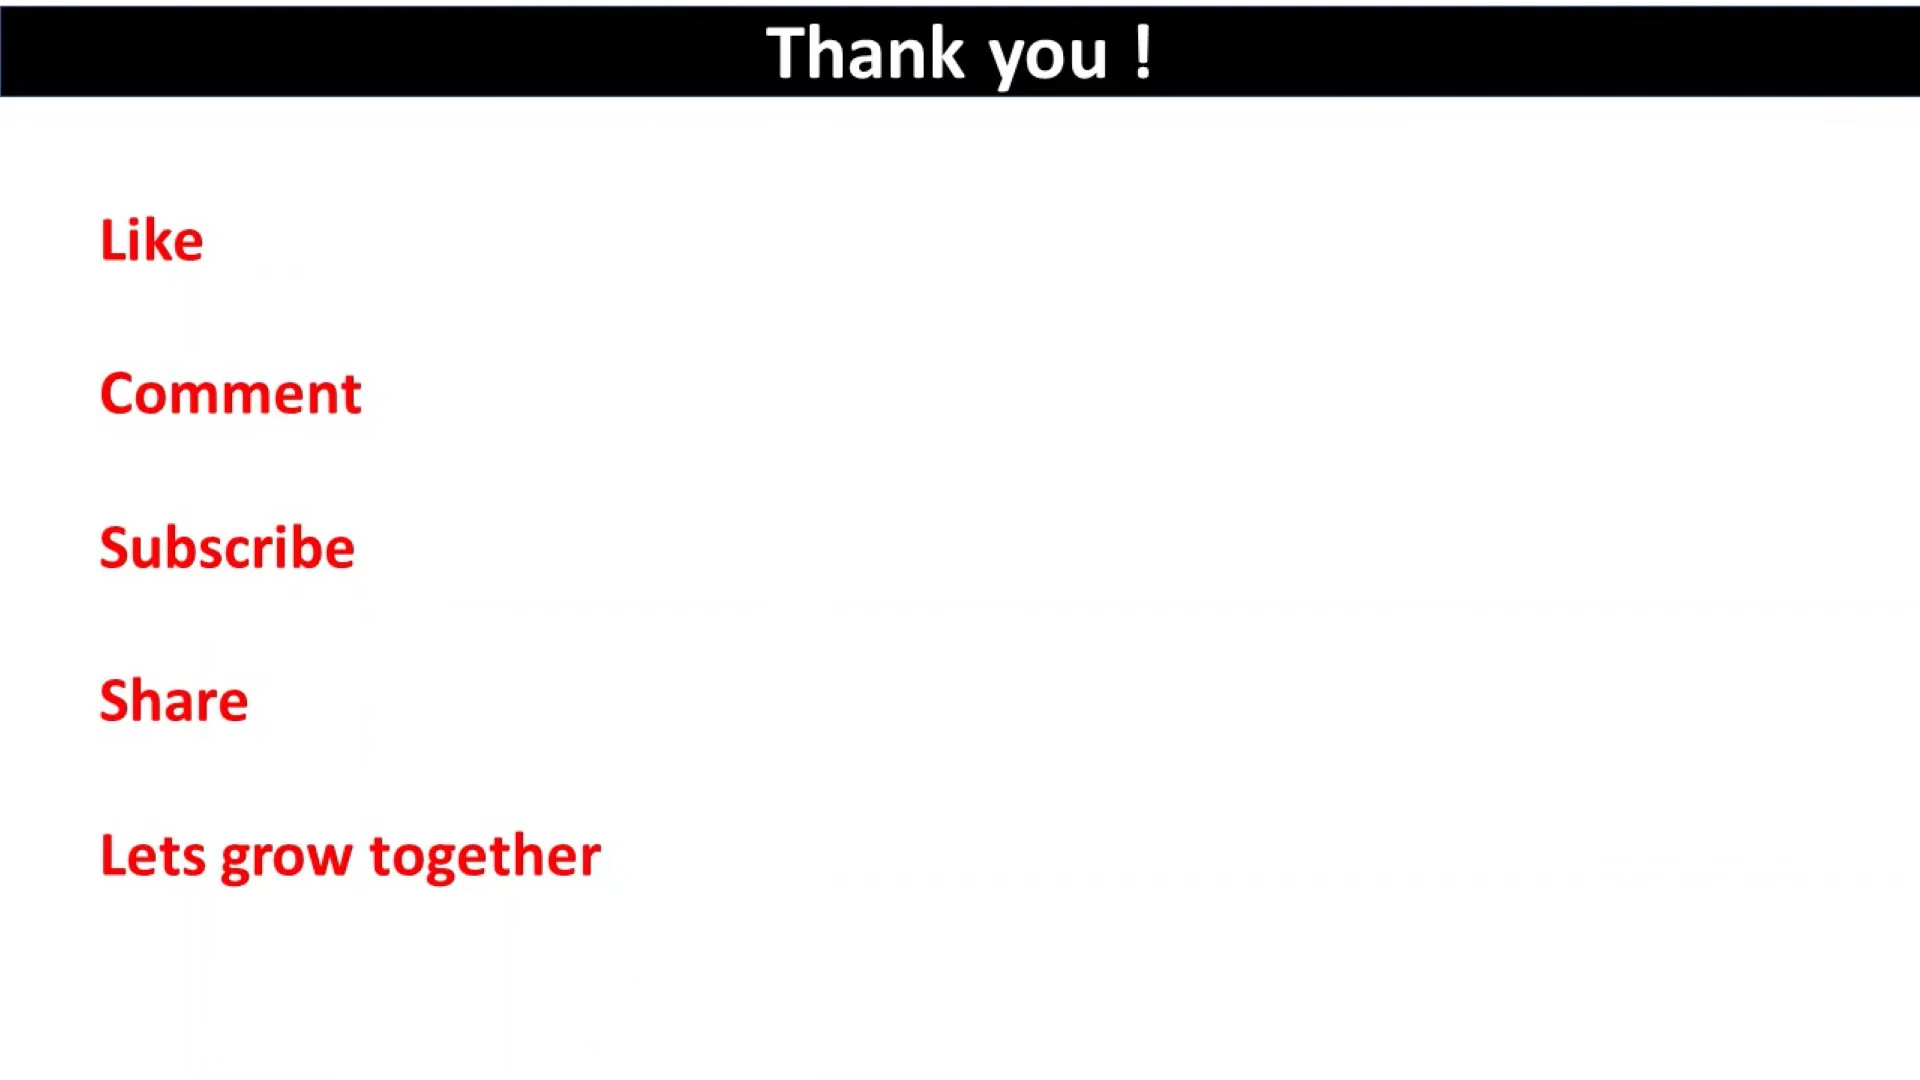 Thank you !
Like
Comment
Subscribe
Share
Lets grow together